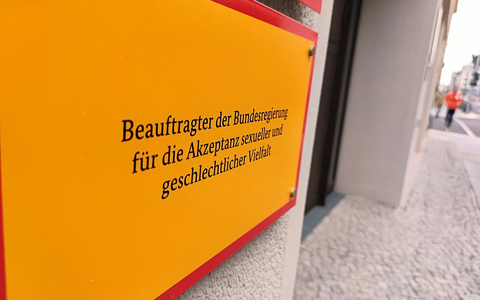 Beauftragter der Bundesregierung
für die Akzeptanz sexueller und
geschlechtlicher Vielfalt